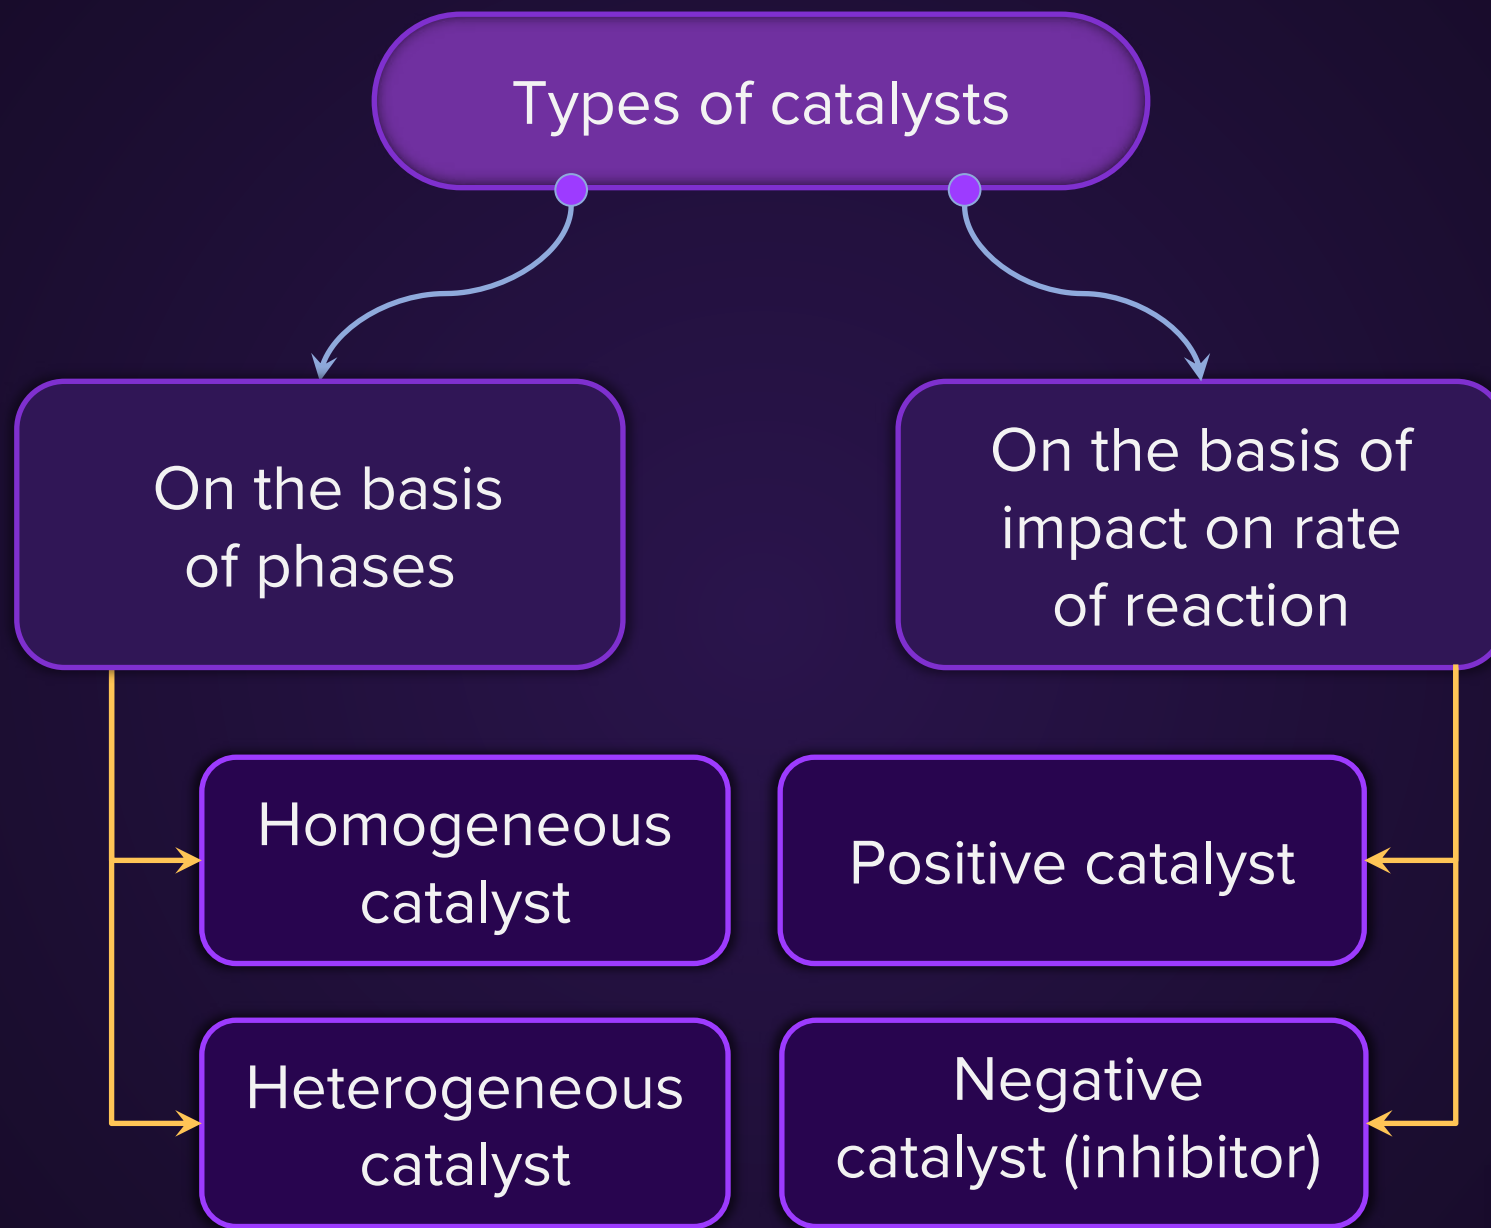 Types of catalysts
On the basis
of phases
On the basis of
impact on rate
of reaction
Homogeneous
catalyst
Positive catalyst
Heterogeneous
catalyst
Negative
catalyst (inhibitor)